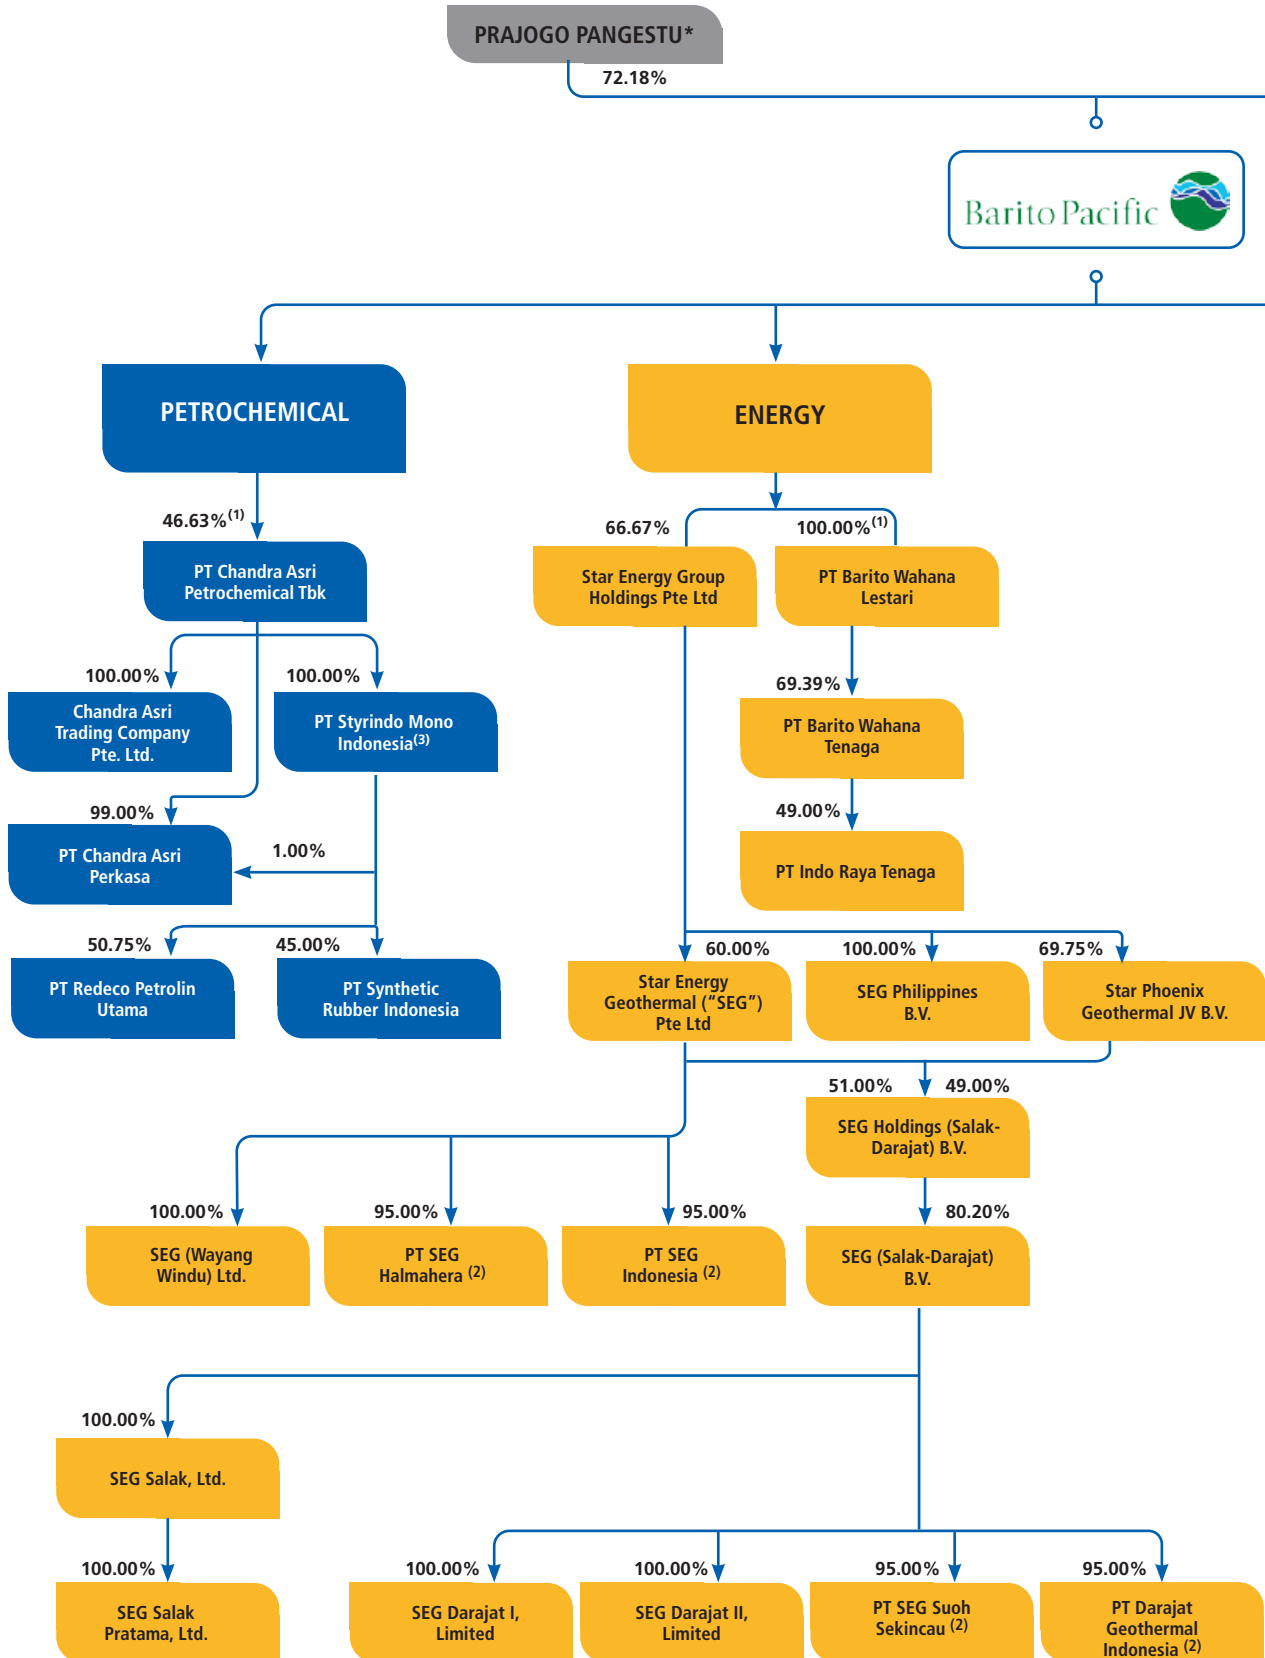 PRAJOGO PANGESTU*
72.18%
Barito Pacific
PETROCHEMICAL
ENERGY
46.63%(1)
66.67%
100.00%(1)
PT Chandra Asri
Petrochemical Tbk
Star Energy Group
Holdings Pte Ltd
PT Barito Wahana
Lestari
100.00%
100.00%
69.39%
Chandra Asri
Trading Company
Pte. Ltd.
PT Styrindo Mono
Indonesia(3)
PT Barito Wahana
Tenaga
99.00%
1.00%
49.00%
PT Chandra Asri
Perkasa
PT Indo Raya Tenaga
50.75%
45.00%
60.00%
100.00%
69.75%
PT Redeco Petrolin
Utama
PT Synthetic
Rubber Indonesia
Star Energy
Geothermal (“SEG”)
Pte Ltd
SEG Philippines
B.V.
Star Phoenix
Geothermal JV B.V.
51.00%
49.00%
SEG Holdings (Salak-
Darajat) B.V.
100.00%
95.00%
95.00%
80.20%
SEG (Wayang
Windu) Ltd.
PT SEG
Halmahera (2)
PT SEG
Indonesia (2)
SEG (Salak-Darajat)
B.V.
100.00%
SEG Salak, Ltd.
100.00%
100.00%
100.00%
95.00%
95.00%
SEG Salak
Pratama, Ltd.
SEG Darajat I,
Limited
SEG Darajat II,
Limited
PT SEG Suoh
Sekincau (2)
PT Darajat
Geothermal
Indonesia (2)